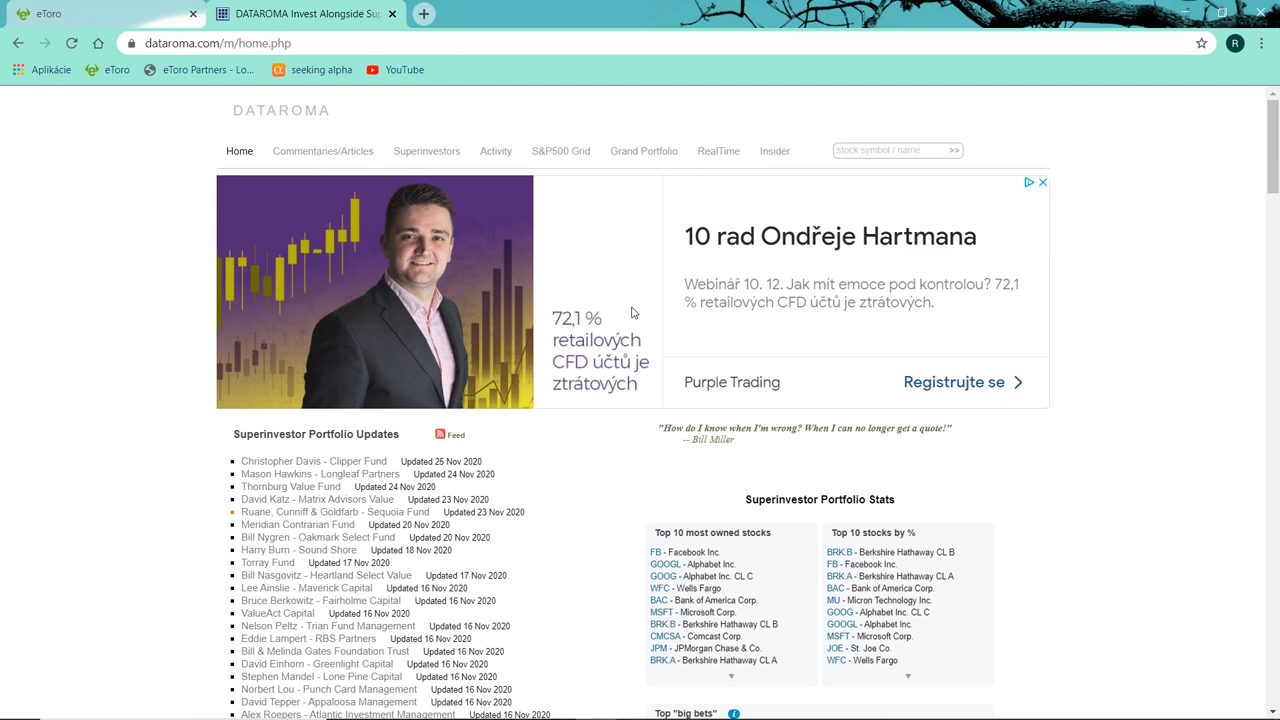 eToro
DATAROMA Invest Alongside Sup
dataroma.com/m/home.php
R
Aplikácie
eToro
eToro Partners - Lo...
seeking alpha
YouTube
DATAROMA
Home
Commentaries/Articles
Superinvestors
Activity
S&P500 Grid
Grand Portfolio
RealTime
Insider
stock symbol / name
>>
72,1 %
retailových
CFD účtů je
ztrátových
10 rad Ondřeje Hartmana
Webinář 10. 12. Jak mít emoce pod kontrolou? 72,1
% retailových CFD účtů je ztrátových.
Purple Trading
Registrujte se
Superinvestor Portfolio Updates
Feed
Christopher Davis - Clipper Fund Updated 25 Nov 2020
Mason Hawkins - Longleaf Partners Updated 24 Nov 2020
Thornburg Value Fund Updated 24 Nov 2020
David Katz - Matrix Advisors Value Updated 23 Nov 2020
Ruane, Cunniff & Goldfarb - Sequoia Fund Updated 23 Nov 2020
Meridian Contrarian Fund Updated 20 Nov 2020
Bill Nygren - Oakmark Select Fund Updated 20 Nov 2020
Harry Burn - Sound Shore Updated 18 Nov 2020
Torray Fund Updated 17 Nov 2020
Bill Nasgovitz - Heartland Select Value Updated 17 Nov 2020
Lee Ainslie - Maverick Capital Updated 16 Nov 2020
Bruce Berkowitz - Fairholme Capital Updated 16 Nov 2020
ValueAct Capital Updated 16 Nov 2020
Nelson Peltz - Trian Fund Management Updated 16 Nov 2020
Eddie Lampert - RBS Partners Updated 16 Nov 2020
Bill & Melinda Gates Foundation Trust Updated 16 Nov 2020
David Einhorn - Greenlight Capital Updated 16 Nov 2020
Stephen Mandel - Lone Pine Capital Updated 16 Nov 2020
Norbert Lou - Punch Card Management Updated 16 Nov 2020
David Tepper - Appaloosa Management Updated 16 Nov 2020
Alex Roepers - Atlantic Investment Management Updated 16 Nov 2020
"How do I know when I'm wrong? When I can no longer get a quote!"
-- Bill Miller
Superinvestor Portfolio Stats
Top 10 most owned stocks
FB - Facebook Inc.
GOOGL - Alphabet Inc.
GOOG - Alphabet Inc. CL C
WFC - Wells Fargo
BAC - Bank of America Corp.
MSFT - Microsoft Corp.
BRK.B - Berkshire Hathaway CL B
CMCSA - Comcast Corp.
JPM - JPMorgan Chase & Co.
BRK.A - Berkshire Hathaway CL A
Top 10 stocks by %
BRK.B - Berkshire Hathaway CL B
FB - Facebook Inc.
BRK.A - Berkshire Hathaway CL A
BAC - Bank of America Corp.
MU - Micron Technology Inc.
GOOG - Alphabet Inc. CL C
GOOGL - Alphabet Inc.
MSFT - Microsoft Corp.
JOE - St. Joe Co.
WFC - Wells Fargo
Top "big bets"